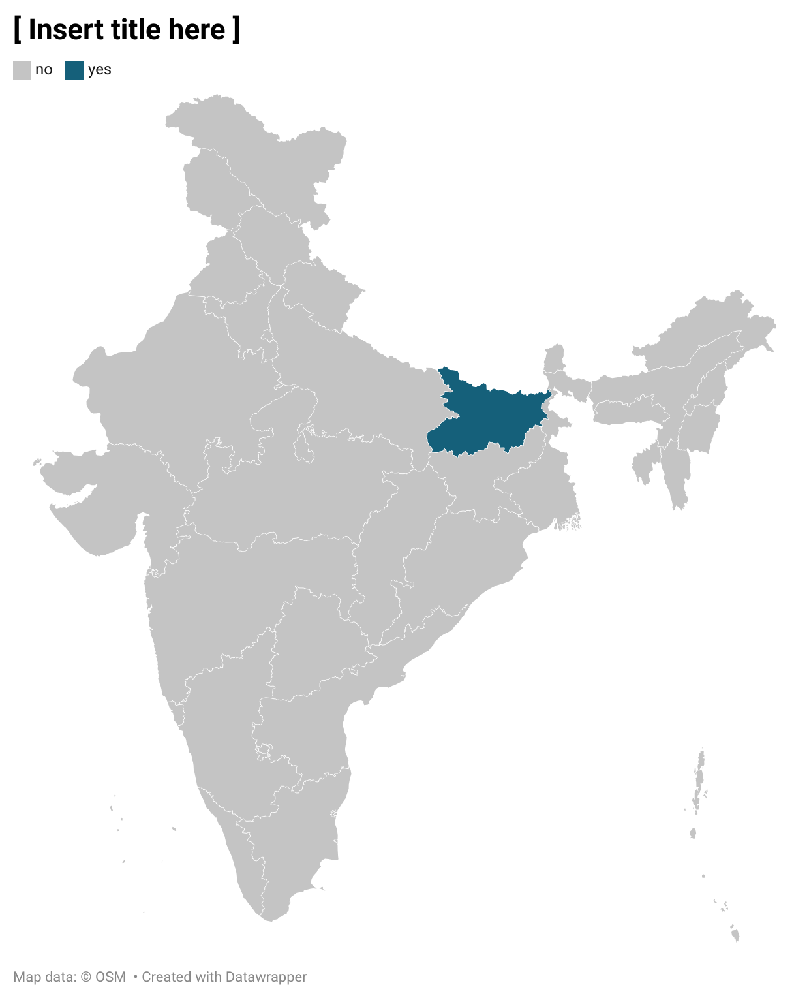 [ Insert title here ]
no yes
Map data: © OSM • Created with Datawrapper